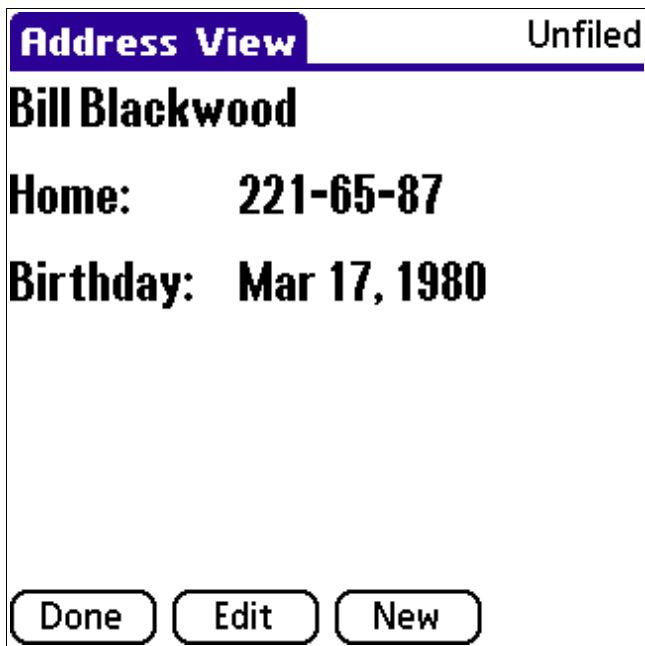 Address View Unfiled
Bill Blackwood
Home: 221-65-87
Birthday: Mar 17, 1980
Done Edit New